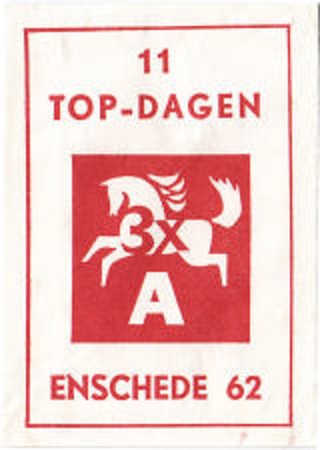 11
TOP-DAGEN
3x
A
ENSCHEDE 62